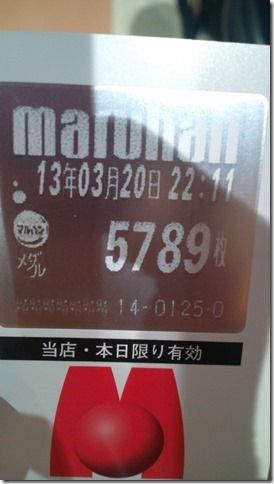 maruhan
13年03月20日 22:11
マルハン
5789枚
メダル
14-0125-0
当店・本日限り有効